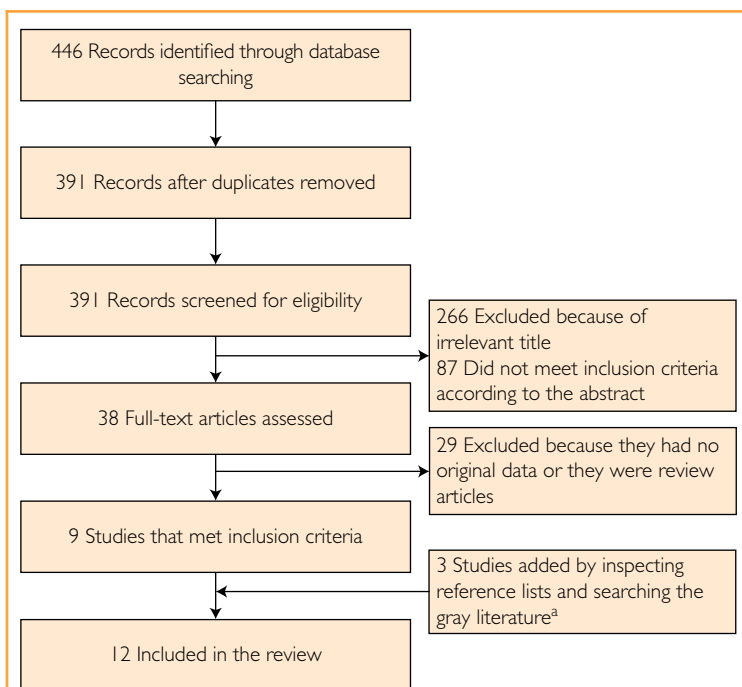 446 Records identified through database
searching
391 Records after duplicates removed
391 Records screened for eligibility
266 Excluded because of
irrelevant title
87 Did not meet inclusion criteria
according to the abstract
38 Full-text articles assessed
29 Excluded because they had no
original data or they were review
articles
9 Studies that met inclusion criteria
3 Studies added by inspecting
reference lists and searching the
gray literatureᵃ
12 Included in the review